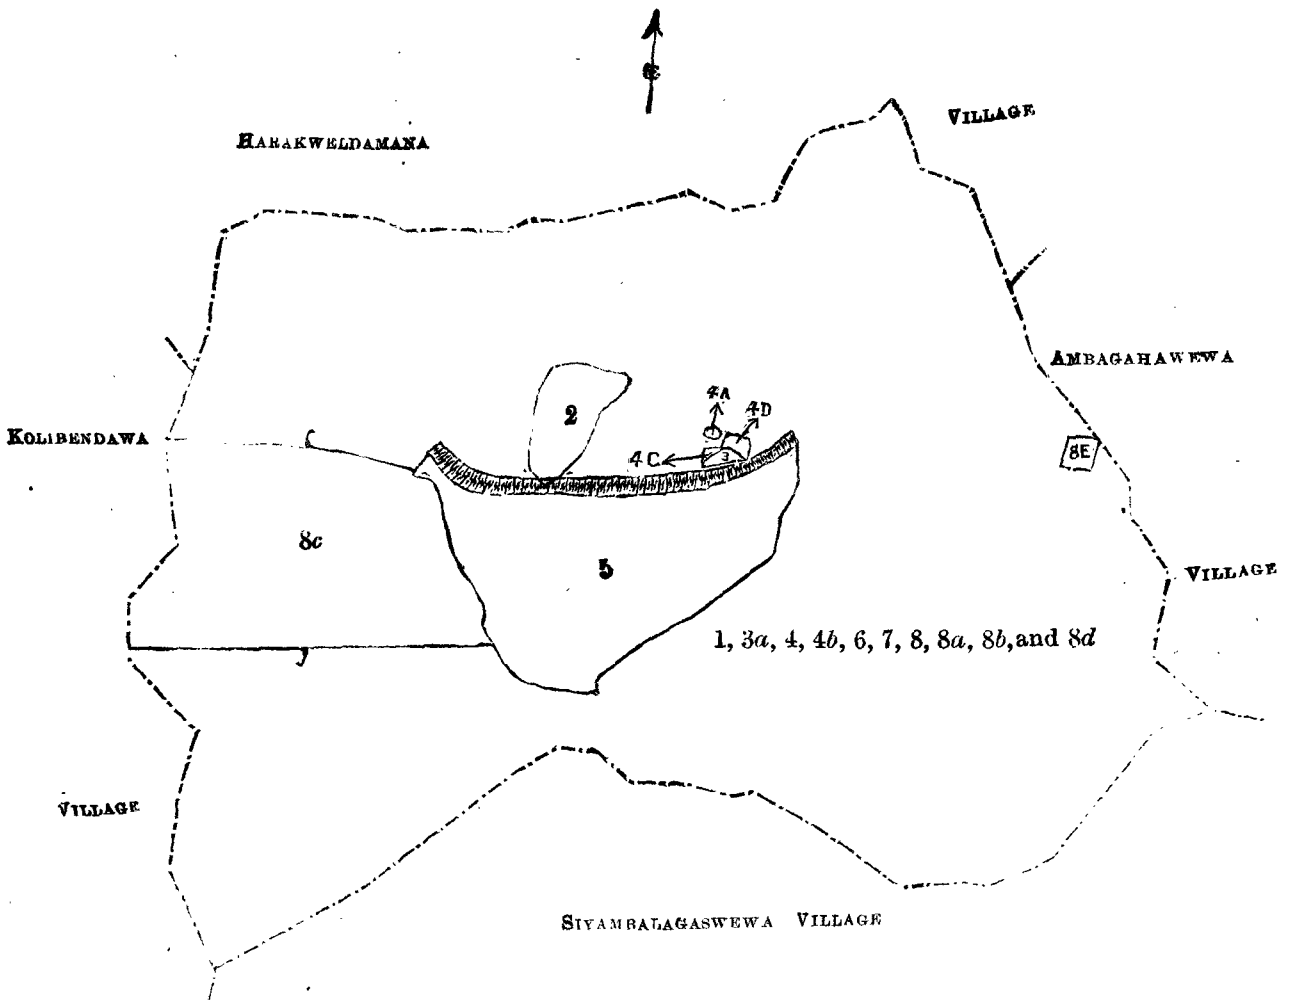 VILLAGE
HARAKWELDAMANA
AMBAGAHAWEWA
4A
4D
2
KOLIBENDAWA
4C
3
8E
8c
5
VILLAGE
1, 3a, 4, 4b, 6, 7, 8, 8a, 8b, and 8d
VILLAGE
SIYAMBALAGASWEWA VILLAGE